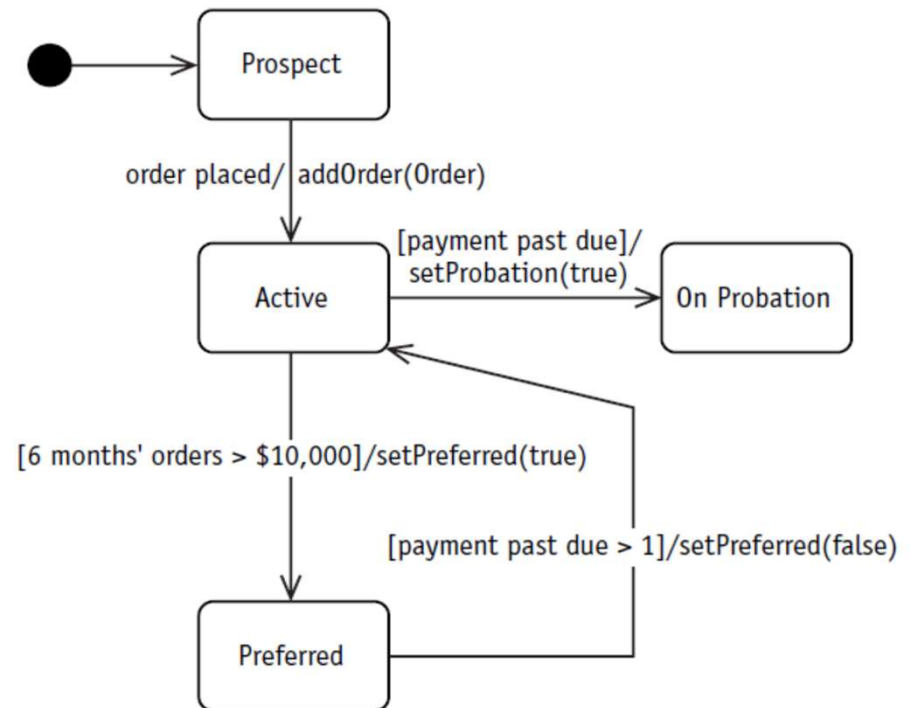 Prospect
order placed/ addOrder(Order)
[payment past due]/
setProbation(true)
Active
On Probation
[6 months' orders > $10,000]/setPreferred(true)
[payment past due > 1]/setPreferred(false)
Preferred